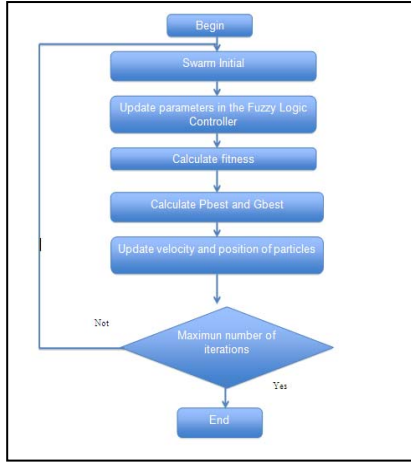 Begin
Swarm Initial
Update parameters in the Fuzzy Logic
Controller
Calculate fitness
Calculate Pbest and Gbest
Update velocity and position of particles
Maximun number of
iterations
Not
Yes
End